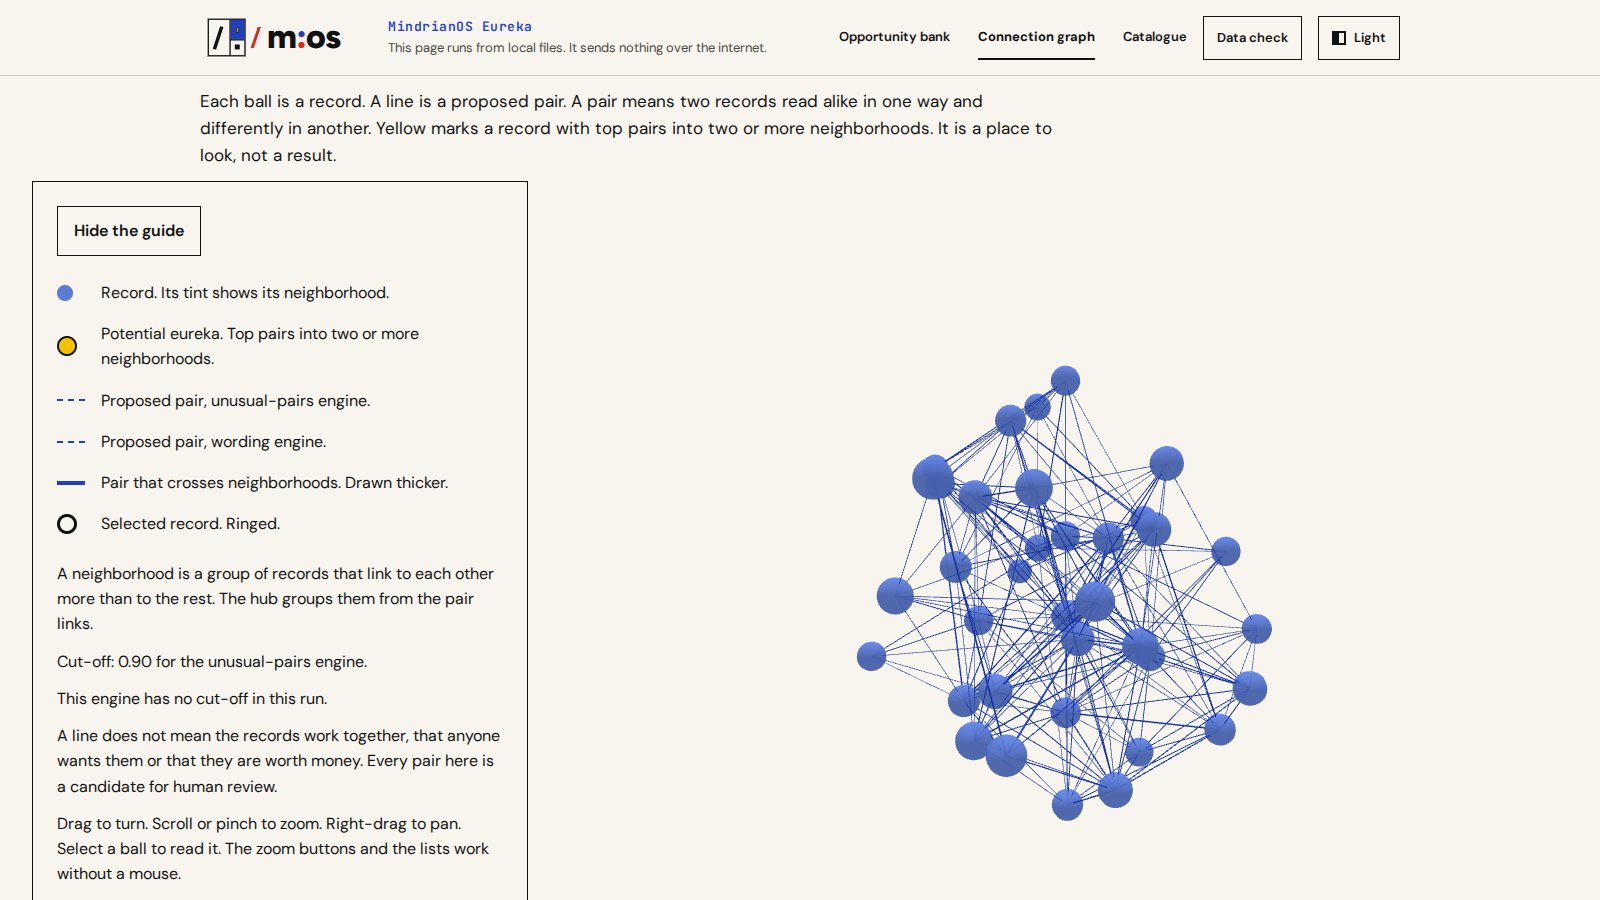 / m:os
MindrianOS Eureka
This page runs from local files. It sends nothing over the internet.
Opportunity bank
Connection graph
Catalogue
Data check
Light
Each ball is a record. A line is a proposed pair. A pair means two records read alike in one way and
differently in another. Yellow marks a record with top pairs into two or more neighborhoods. It is a place to
look, not a result.
Hide the guide
Record. Its tint shows its neighborhood.
Potential eureka. Top pairs into two or more
neighborhoods.
Proposed pair, unusual-pairs engine.
Proposed pair, wording engine.
Pair that crosses neighborhoods. Drawn thicker.
Selected record. Ringed.
A neighborhood is a group of records that link to each other
more than to the rest. The hub groups them from the pair
links.
Cut-off: 0.90 for the unusual-pairs engine.
This engine has no cut-off in this run.
A line does not mean the records work together, that anyone
wants them or that they are worth money. Every pair here is
a candidate for human review.
Drag to turn. Scroll or pinch to zoom. Right-drag to pan.
Select a ball to read it. The zoom buttons and the lists work
without a mouse.